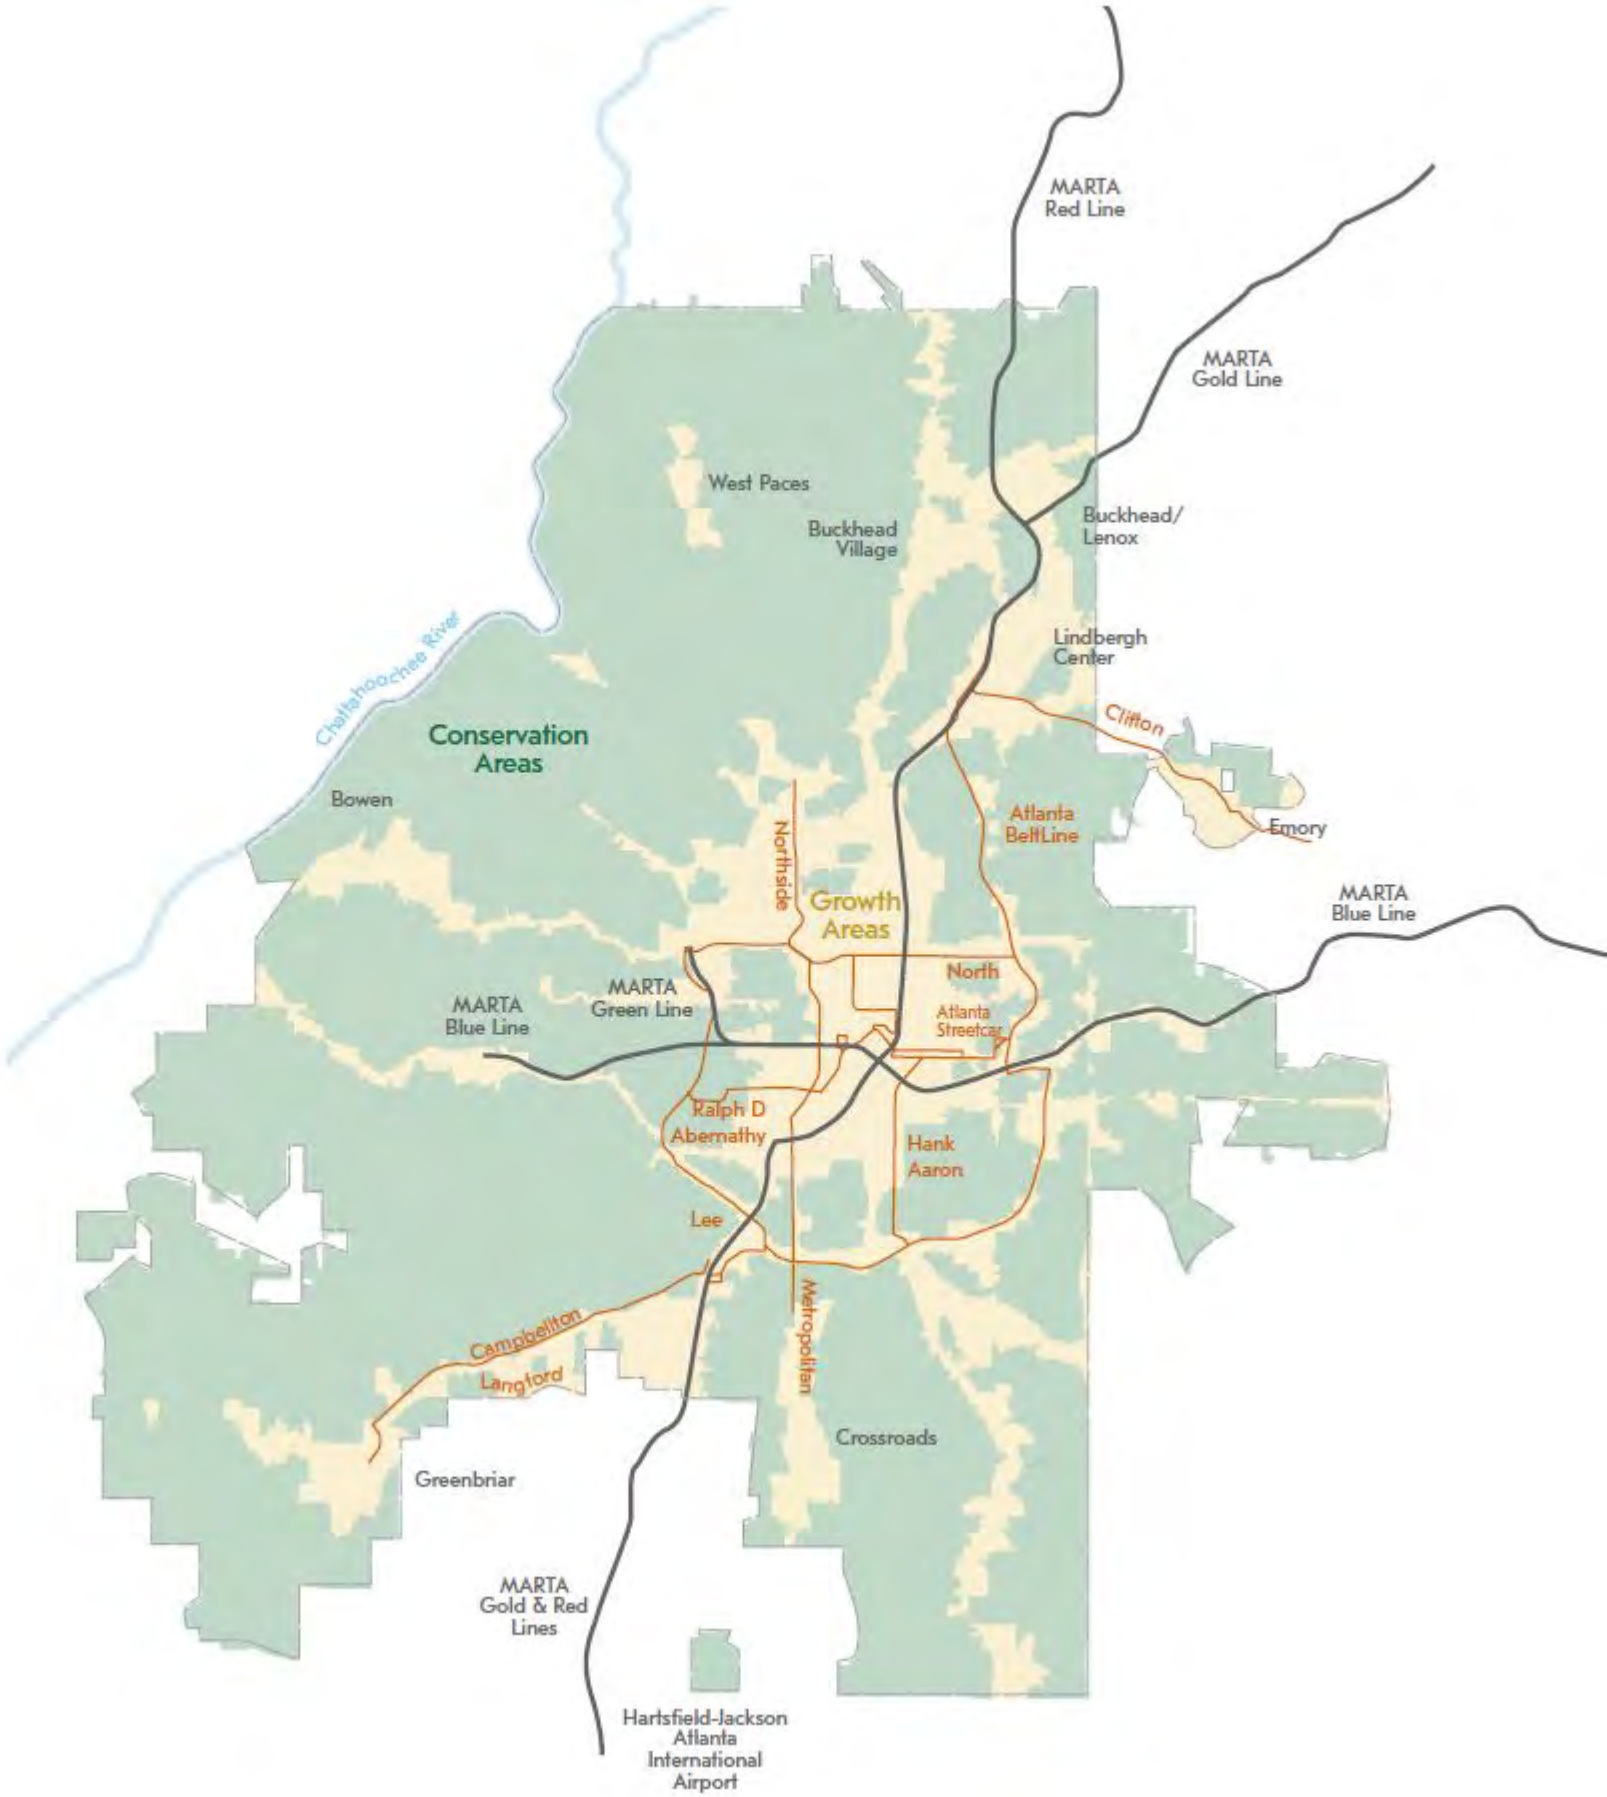 MARTA
Red Line
MARTA
Gold Line
West Paces
Buckhead
Village
Buckhead/
Lenox
Chattahoochee River
Lindbergh
Center
Clifton
Conservation
Areas
Bowen
Atlanta
BeltLine
Emory
Northside
Growth
Areas
MARTA
Blue Line
North
MARTA
Green Line
MARTA
Blue Line
Atlanta
Streetcar
Ralph D
Abernathy
Hank
Aaron
Lee
Metropolitan
Campbellton
Langford
Crossroads
Greenbriar
MARTA
Gold & Red
Lines
Hartsfield-Jackson
Atlanta
International
Airport